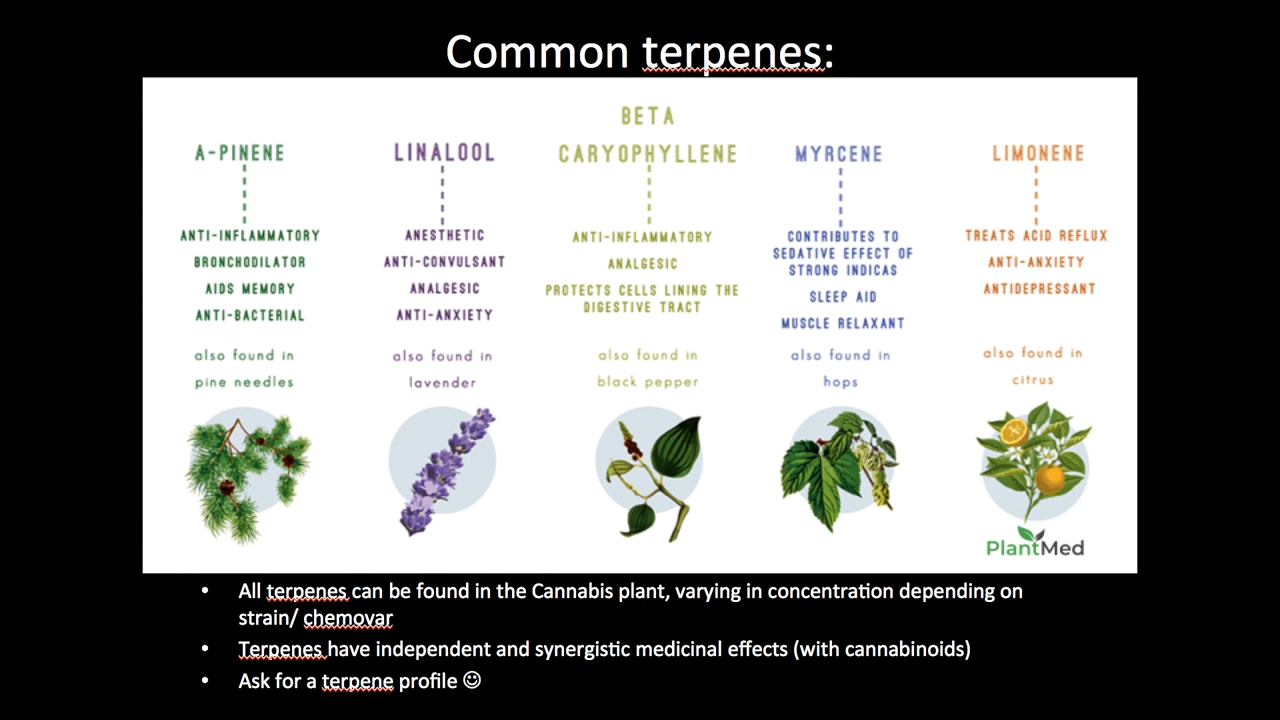 Common terpenes:
A-PINENE
ANTI-INFLAMMATORY
BRONCHODILATOR
AIDS MEMORY
ANTI-BACTERIAL
also found in
pine needles
LINALOOL
ANESTHETIC
ANTI-CONVULSANT
ANALGESIC
ANTI-ANXIETY
also found in
lavender
BETA
CARYOPHYLLENE
ANTI-INFLAMMATORY
ANALGESIC
PROTECTS CELLS LINING THE
DIGESTIVE TRACT
also found in
black pepper
MYRCENE
CONTRIBUTES TO
SEDATIVE EFFECT OF
STRONG INDICAS
SLEEP AID
MUSCLE RELAXANT
also found in
hops
LIMONENE
TREATS ACID REFLUX
ANTI-ANXIETY
ANTIDEPRESSANT
also found in
citrus
PlantMed
• All terpenes can be found in the Cannabis plant, varying in concentration depending on
strain/ chemovar
• Terpenes have independent and synergistic medicinal effects (with cannabinoids)
• Ask for a terpene profile ☺